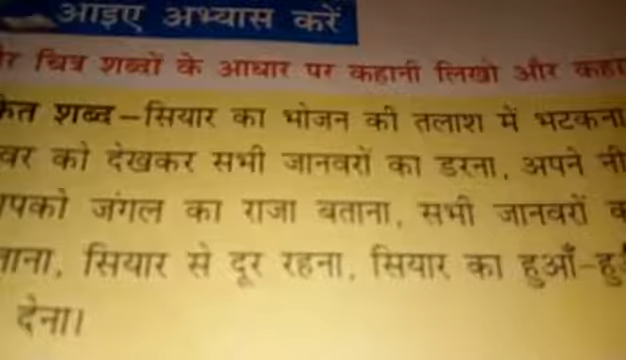 आइए अभ्यास करें
चित्र शब्दों के आधार पर कहानी लिखो और
शब्द–सियार का भोजन की तलाश में भटकना
को देखकर सभी जानवरों का डरना, अपने
जंगल का राजा बताना, सभी जानवरों
सियार से दूर रहना, सियार का हुआँ–
देना।